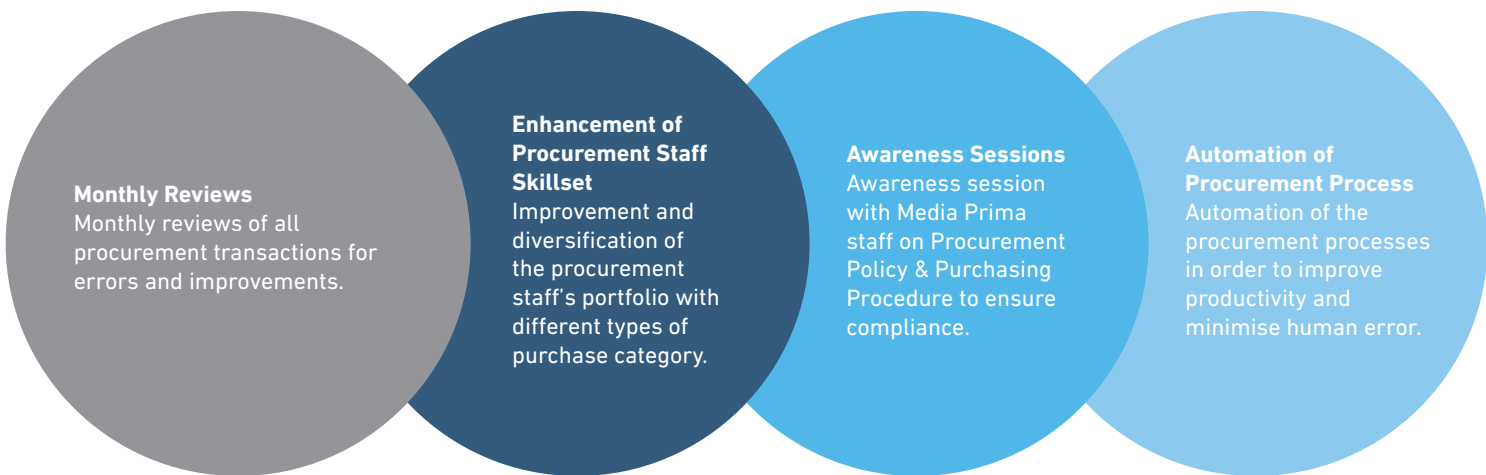 Monthly Reviews
Monthly reviews of all
procurement transactions for
errors and improvements.
Enhancement of
Procurement Staff
Skillset
Improvement and
diversification of
the procurement
staff's portfolio with
different types of
purchase category.
Awareness Sessions
Awareness session
with Media Prima
staff on Procurement
Policy & Purchasing
Procedure to ensure
compliance.
Automation of
Procurement Process
Automation of the
procurement processes
in order to improve
productivity and
minimise human error.